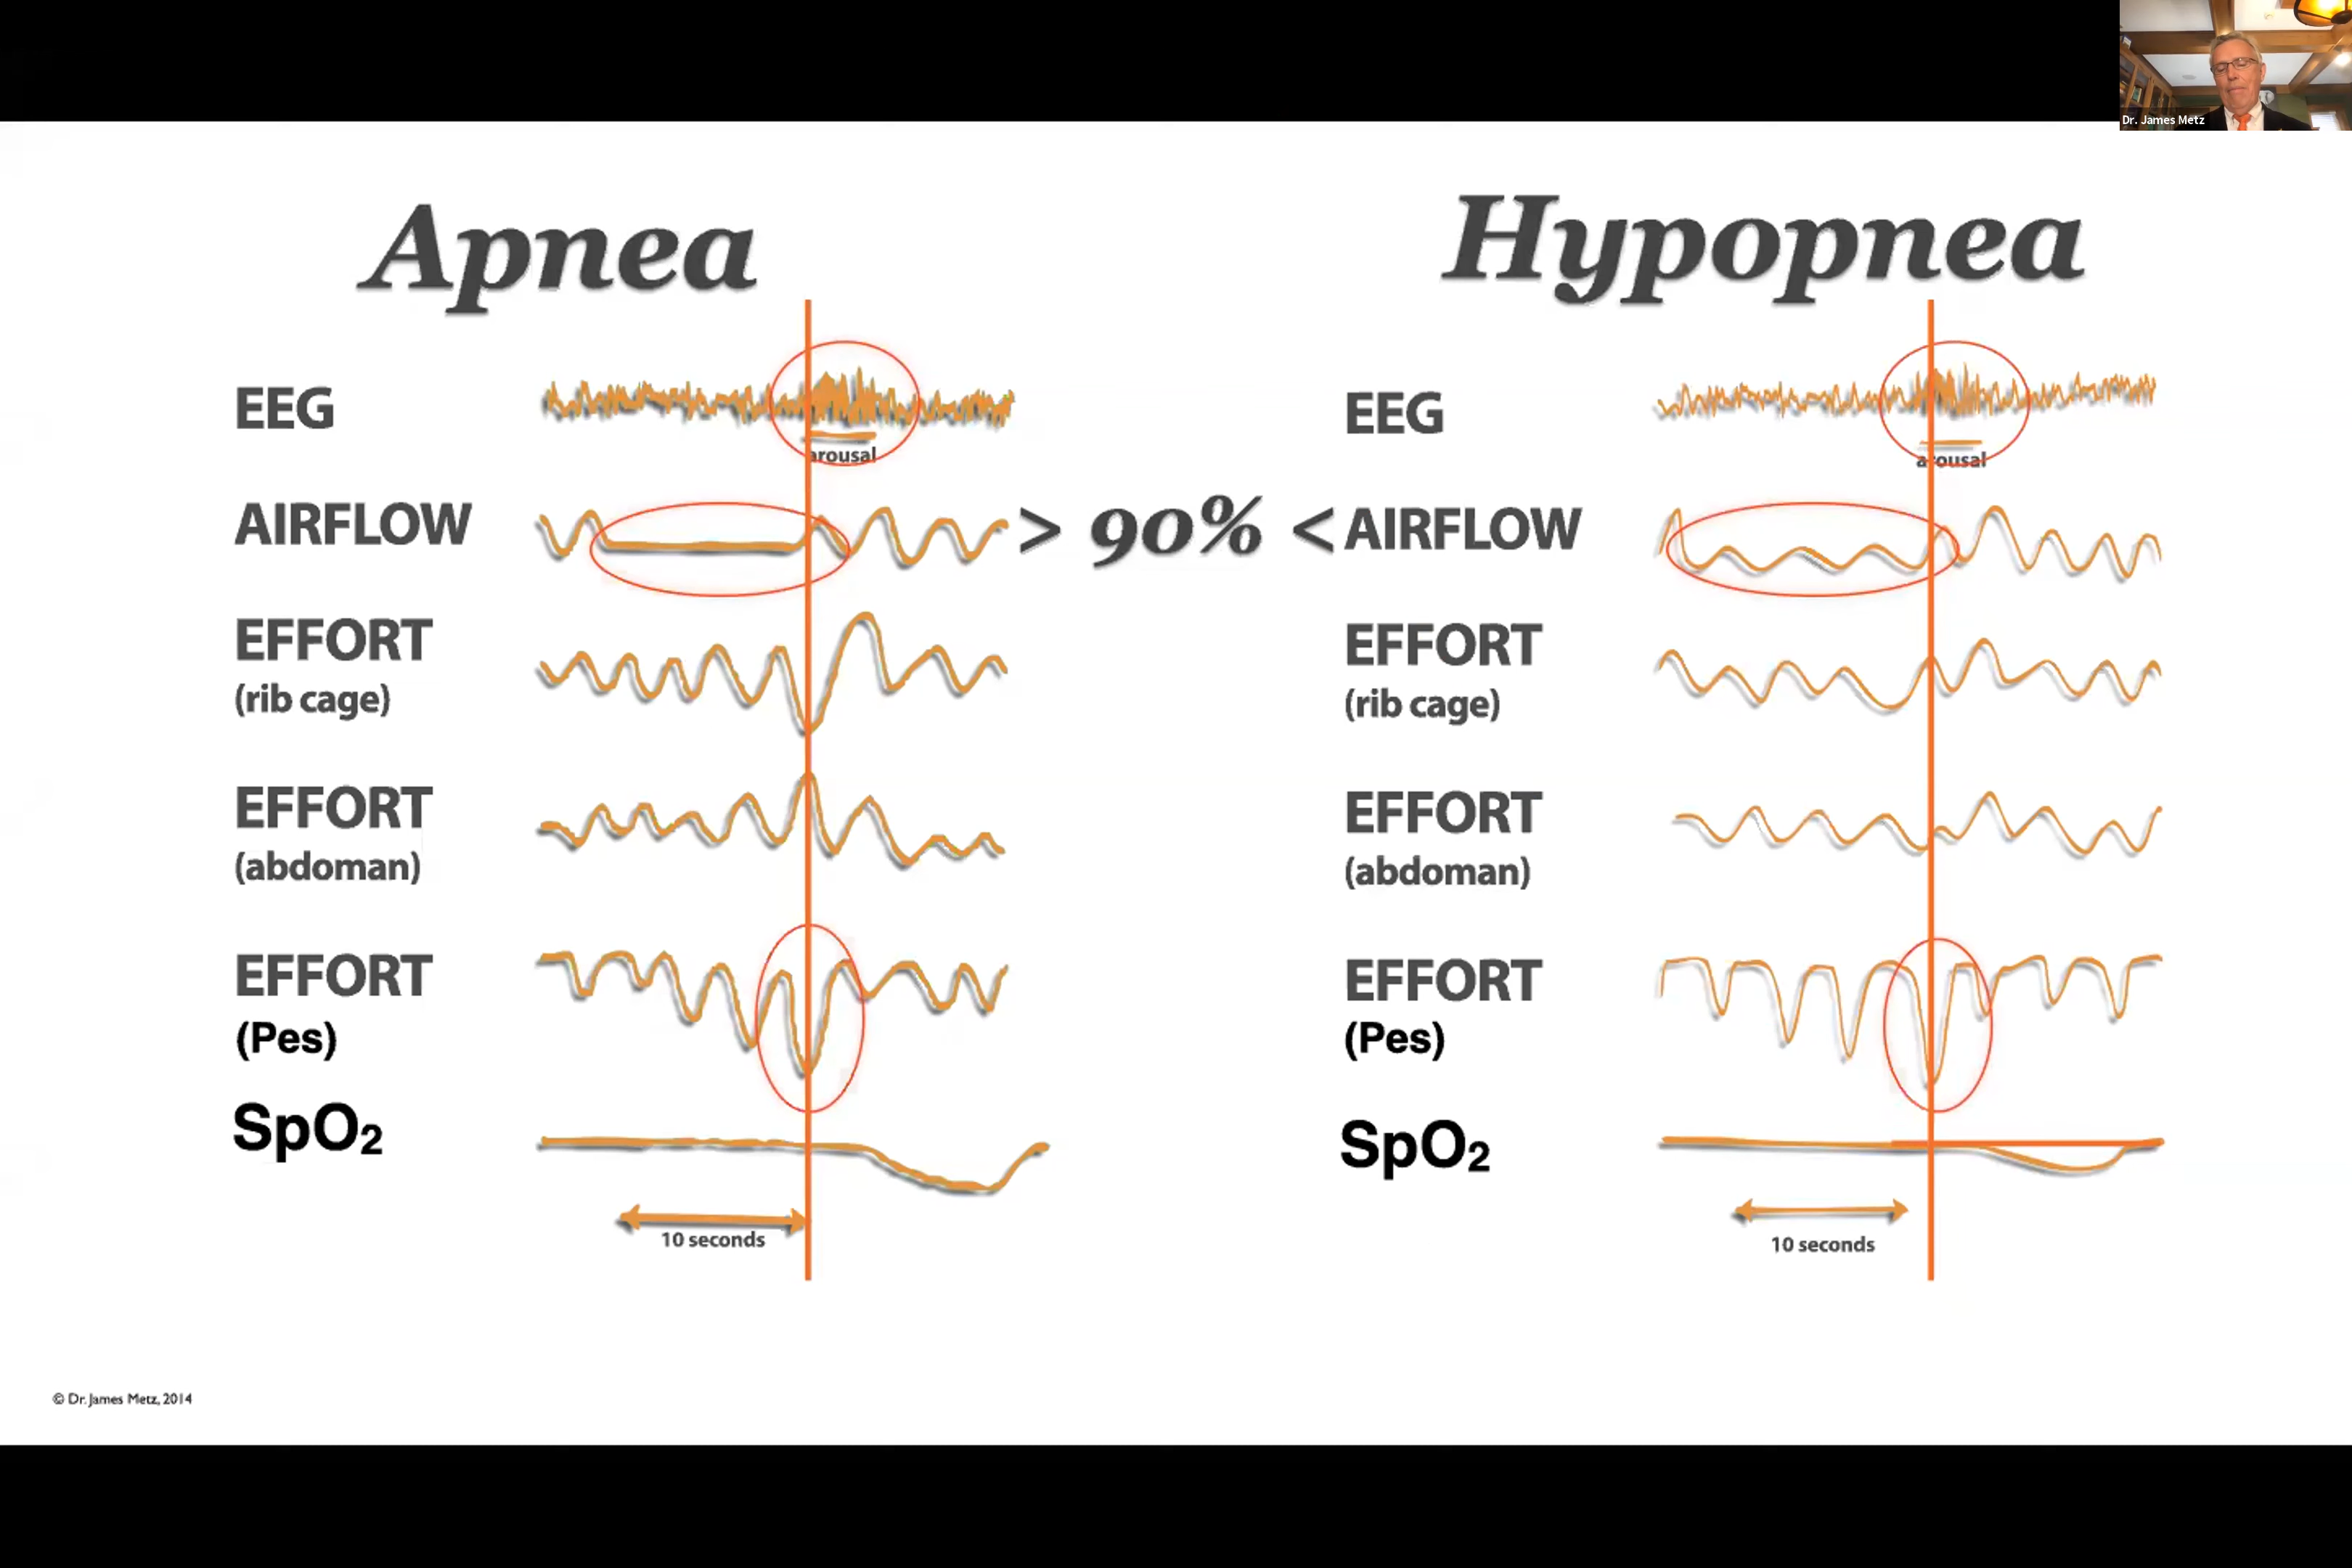 Dr. James Metz
Apnea
EEG
arousal
AIRFLOW
> 90% <
EFFORT
(rib cage)
EFFORT
(abdoman)
EFFORT
(Pes)
SpO₂
10 seconds
Hypopnea
EEG
arousal
AIRFLOW
EFFORT
(rib cage)
EFFORT
(abdoman)
EFFORT
(Pes)
SpO₂
10 seconds
© Dr. James Metz, 2014